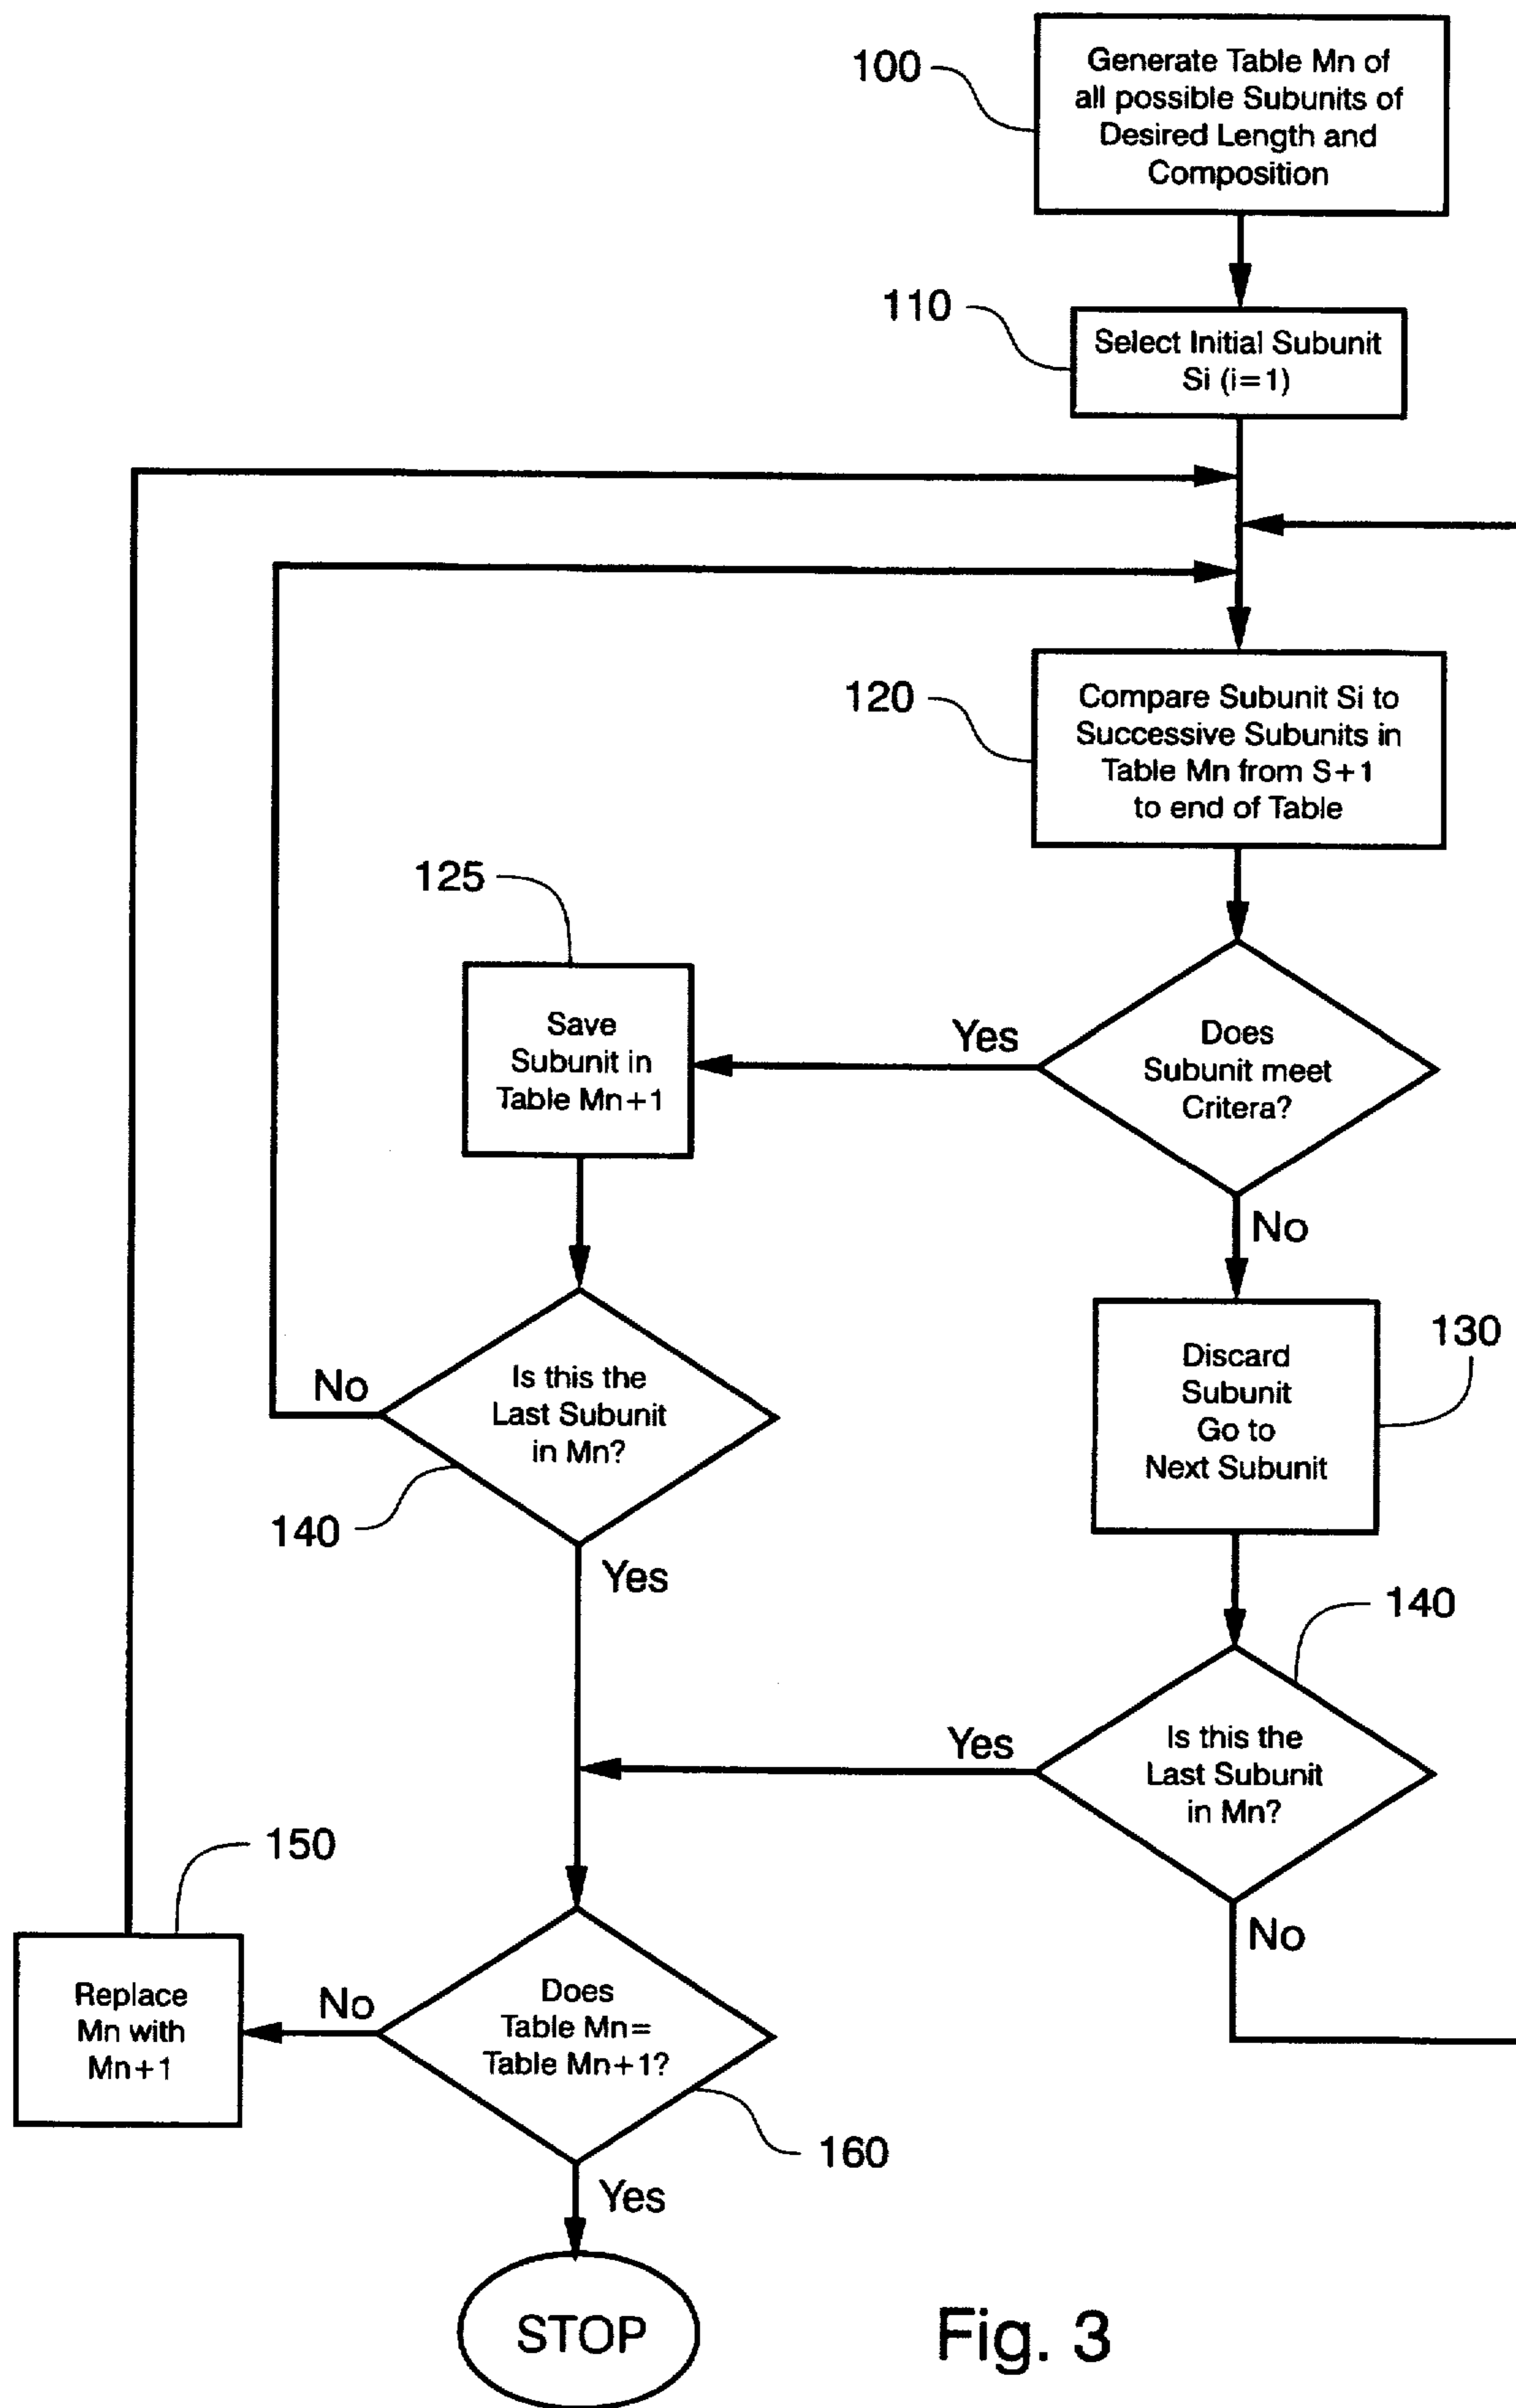 100
Generate Table Mn of
all possible Subunits of
Desired Length and
Composition
110
Select Initial Subunit
Si (i=1)
120
Compare Subunit Si to
Successive Subunits in
Table Mn from S+1
to end of Table
125
Save
Subunit in
Table Mn+1
Yes
Does
Subunit meet
Critera?
No
130
Discard
Subunit
Go to
Next Subunit
No
Is this the
Last Subunit
in Mn?
140
Yes
140
Yes
Is this the
Last Subunit
in Mn?
No
150
Replace
Mn with
Mn+1
No
Does
Table Mn=
Table Mn+1?
160
Yes
STOP
Fig. 3